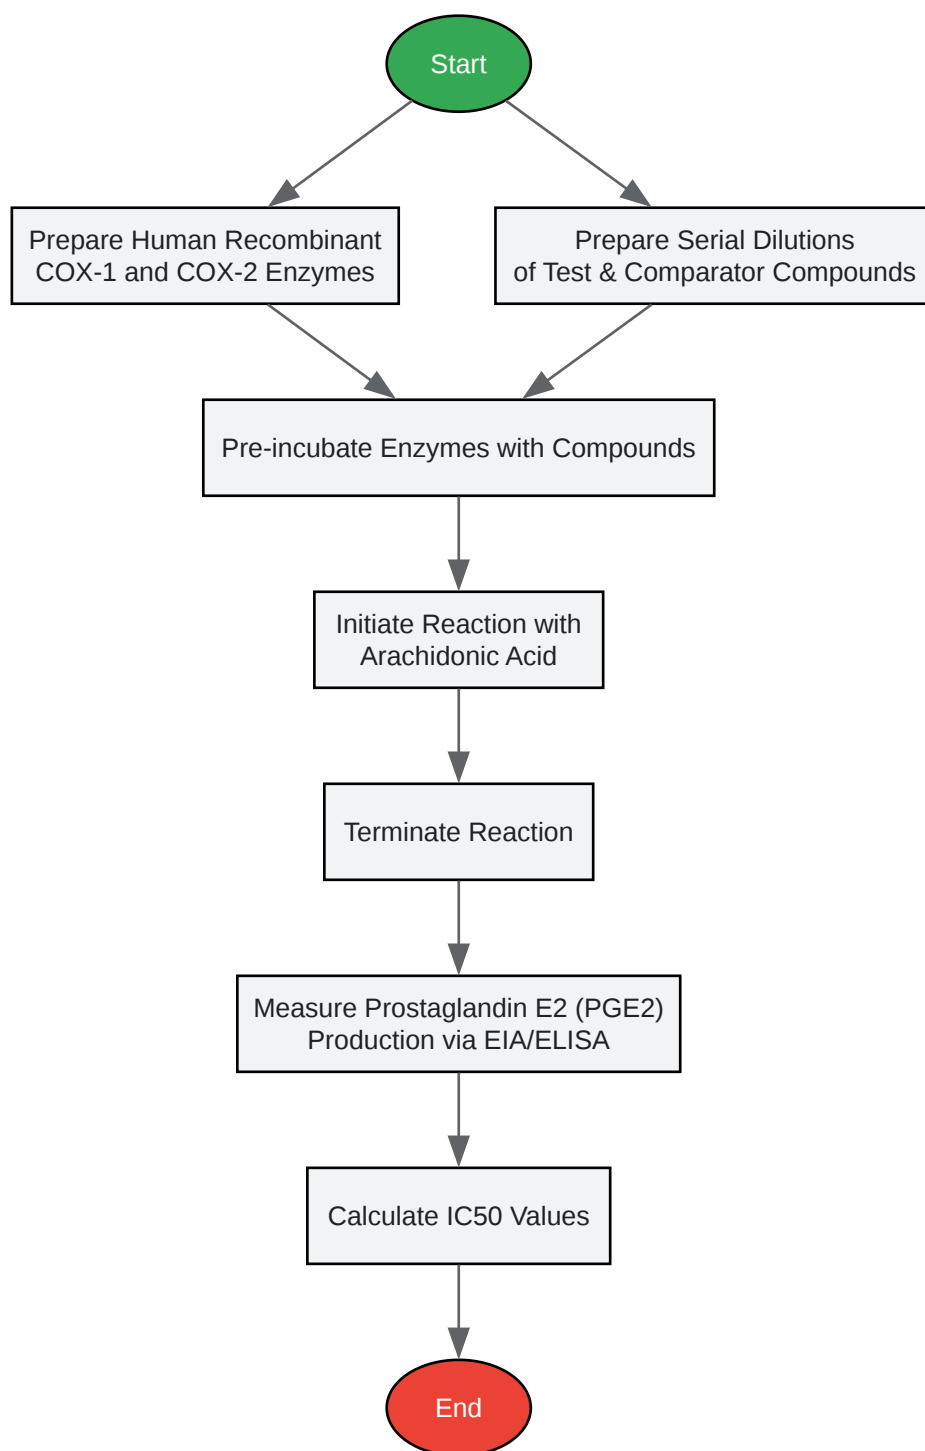 Start
Prepare Human Recombinant
COX-1 and COX-2 Enzymes
Prepare Serial Dilutions
of Test & Comparator Compounds
Pre-incubate Enzymes with Compounds
Initiate Reaction with
Arachidonic Acid
Terminate Reaction
Measure Prostaglandin E2 (PGE2)
Production via EIA/ELISA
Calculate IC50 Values
End